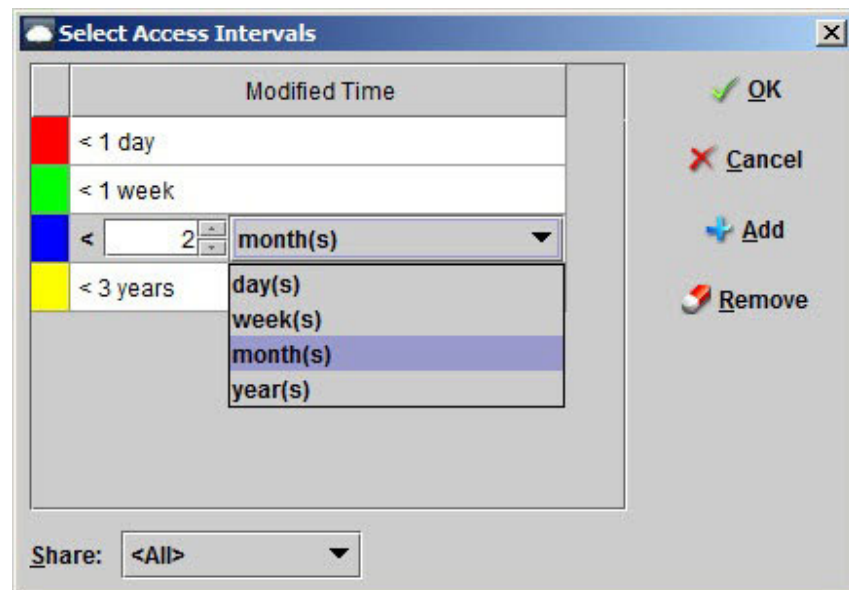 Select Access Intervals
Modified Time
< 1 day
< 1 week
< 2 month(s)
< 3 years
day(s)
week(s)
month(s)
year(s)
OK
Cancel
Add
Remove
Share: <All>